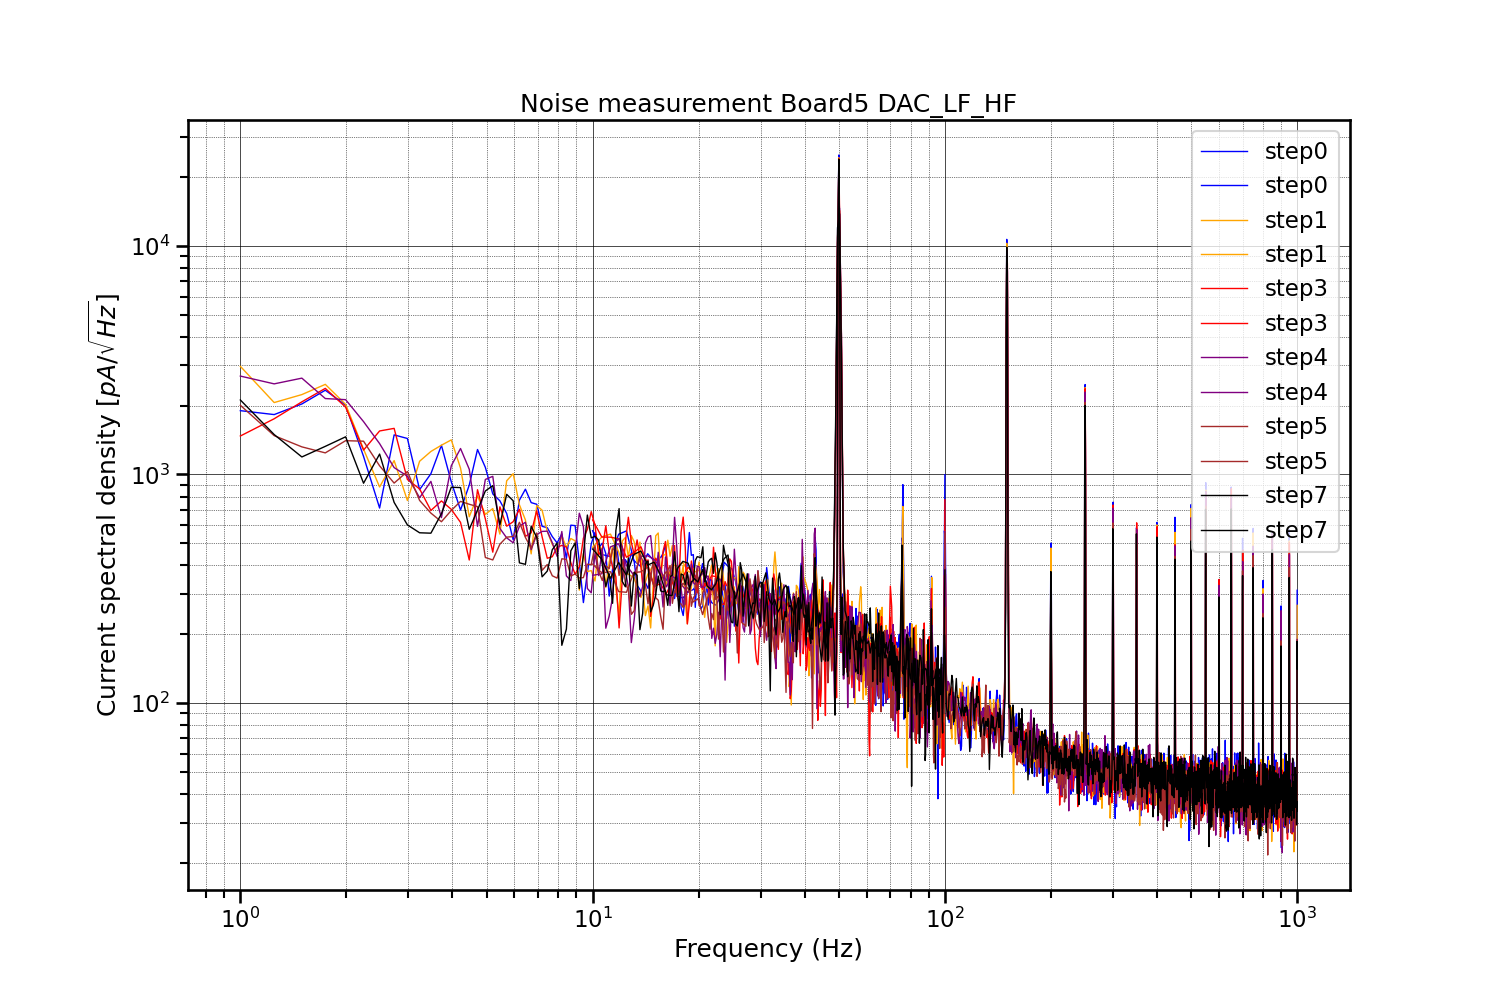 Noise measurement Board5 DAC_LF_HF
Current spectral density [$pA/\sqrt{Hz}$]
10^4
10^3
10^2
step0
step0
step1
step1
step3
step3
step4
step4
step5
step5
step7
step7
10^0 10^1 10^2 10^3
Frequency (Hz)